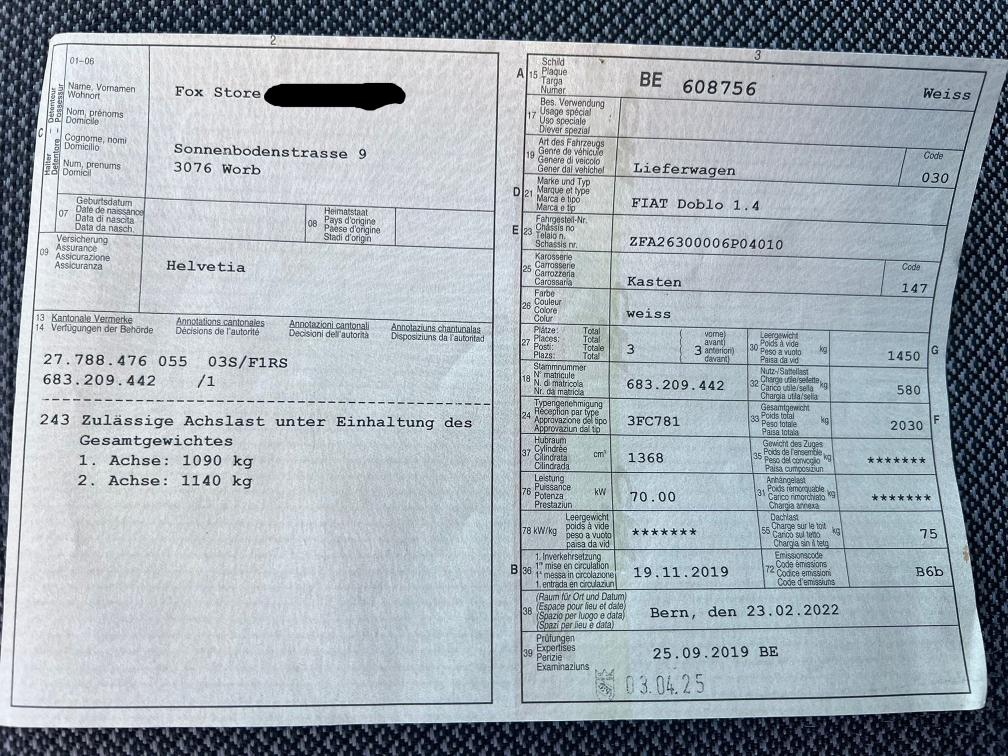 2
01-06
C
Halter - Détenteur
Detentore - Possessur
Name, Vornamen
Wohnort
Nom, prénoms
Domicile
Cognome, nomi
Domicilio
Num, prenums
Domicil
Fox Store
Sonnenbodenstrasse 9
3076 Worb
07
Geburtsdatum
Date de naissance
Data di nascita
Data da nasch.
08
Heimatstaat
Pays d'origine
Paese d'origine
Stadi d'origin
09
Versicherung
Assurance
Assicurazione
Assicuranza
Helvetia
13 Kantonale Vermerke
14 Verfügungen der Behörde
Annotations cantonales
Décisions de l'autorité
Annotazioni cantonali
Decisioni dell'autorità
Annotaziuns chantunalas
Disposiziuns da l'autoritad
27.788.476 055 03S/F1RS
683.209.442 /1
243 Zulässige Achslast unter Einhaltung des
Gesamtgewichtes
1. Achse: 1090 kg
2. Achse: 1140 kg
3
A 15
Schild
Plaque
Targa
Numer
BE 608756 Weiss
17
Bes. Verwendung
Usage spécial
Uso speciale
Diever spezial
19
Art des Fahrzeugs
Genre de véhicule
Genere di veicolo
Gener dal vehichel
Lieferwagen
Code
030
D 21
Marke und Typ
Marque et type
Marca e tipo
Marca e tip
FIAT Doblo 1.4
E 23
Fahrgestell-Nr.
Châssis no
Telaio n.
Schassis nr.
ZFA26300006P04010
25
Karosserie
Carrosserie
Carrozzeria
Carossaria
Kasten
Code
147
26
Farbe
Couleur
Colore
Colur
weiss
27
Plätze: Total
Places: Total
Posti: Totale
Plazs: Total
3
3
vorne)
avant)
anteriori)
davant)
30
Leergewicht
Poids à vide
Peso a vuoto
Paisa da vid
kg
1450 G
18
Stammnummer
N° matricule
N. di matricola
Nr. da matricla
683.209.442
32
Nutz-/Sattellast
Charge utile/sellette
Carico utile/sella
Chargia utila/sella
kg
580
24
Typengenehmigung
Réception par type
Approvazione del tipo
Approvaziun dal tip
3FC781
33
Gesamtgewicht
Poids total
Peso totale
Paisa totala
kg
2030 F
37
Hubraum
Cylindrée
Cilindrata
Cilindrada
cm³
1368
35
Gewicht des Zuges
Poids de l'ensemble
Peso del convoglio
Paisa cumposiziun
kg
*******
76
Leistung
Puissance
Potenza
Prestaziun
kW
70.00
31
Anhängelast
Poids remorquable
Carico rimorchiato
Chargia annexa
kg
*******
78 kW/kg
Leergewicht
poids à vide
peso a vuoto
paisa da vid
*******
55
Dachlast
Charge sur le toit
Carico sul tetto
Chargia sin il tetg
kg
75
B 36
1. Inverkehrsetzung
1re mise en circulation
1a messa in circolazione
1. entrada en circulaziun
19.11.2019
72
Emissionscode
Code émissions
Codice emissioni
Code d'emissiuns
B6b
38
(Raum für Ort und Datum)
(Espace pour lieu et date)
(Spazio per luogo e data)
(Spazi per lieu e data)
Bern, den 23.02.2022
39
Prüfungen
Expertises
Perizie
Examinaziuns
25.09.2019 BE
03.04.25